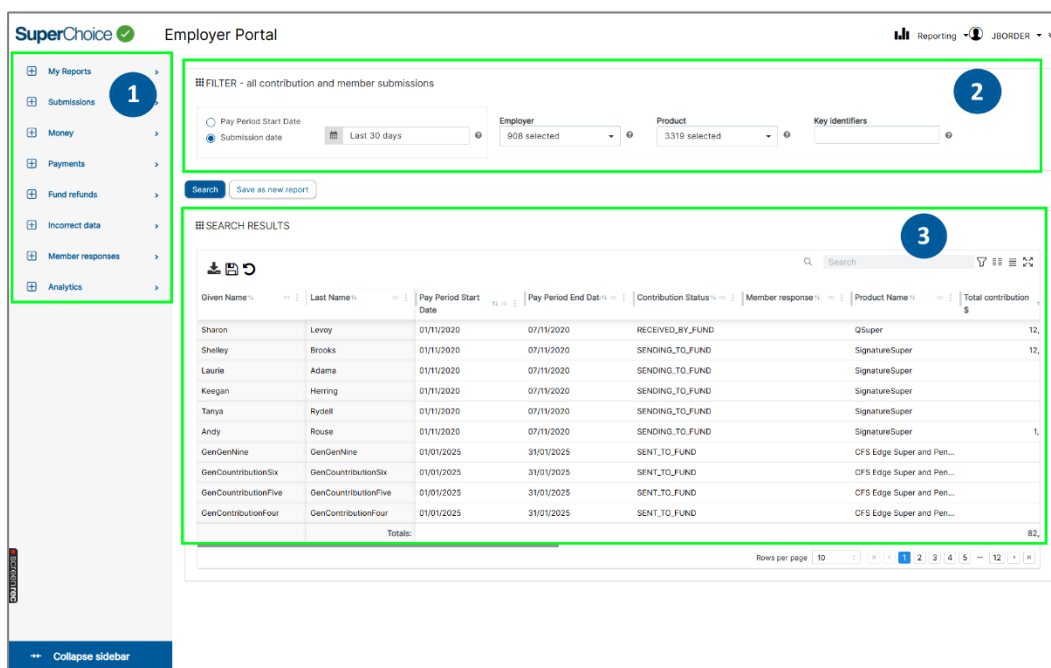 SuperChoice Employer Portal Reporting JBORDER
My Reports
Submissions
Money
Payments
Fund refunds
Incorrect data
Member responses
Analytics
1
FILTER - all contribution and member submissions
2
Pay Period Start Date
Submission date
Last 30 days
Employer
908 selected
Product
3319 selected
Key identifiers
Search Save as new report
SEARCH RESULTS
3
Search
Given Name Last Name Pay Period Start Date Pay Period End Dat Contribution Status Member response Product Name Total contribution $
Sharon Levoy 01/11/2020 07/11/2020 RECEIVED_BY_FUND QSuper 12,
Shelley Brooks 01/11/2020 07/11/2020 SENDING_TO_FUND SignatureSuper 12,
Laurie Adama 01/11/2020 07/11/2020 SENDING_TO_FUND SignatureSuper
Keegan Herring 01/11/2020 07/11/2020 SENDING_TO_FUND SignatureSuper
Tanya Rydell 01/11/2020 07/11/2020 SENDING_TO_FUND SignatureSuper
Andy Rouse 01/11/2020 07/11/2020 SENDING_TO_FUND SignatureSuper 1,
GenGenNine GenGenNine 01/01/2025 31/01/2025 SENT_TO_FUND CFS Edge Super and Pen...
GenCountributionSix GenCountributionSix 01/01/2025 31/01/2025 SENT_TO_FUND CFS Edge Super and Pen...
GenCountributionFive GenCountributionFive 01/01/2025 31/01/2025 SENT_TO_FUND CFS Edge Super and Pen...
GenContributionFour GenContributionFour 01/01/2025 31/01/2025 SENT_TO_FUND CFS Edge Super and Pen...
Totals: 82,
Rows per page 10 1 2 3 4 5 ... 12
screenrec
Collapse sidebar